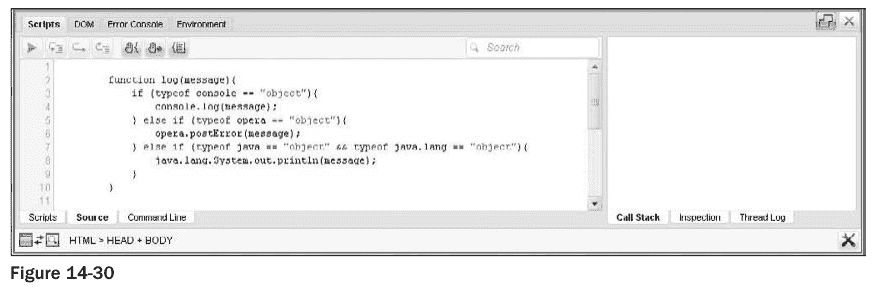 Scripts DOM Error Console Environment
Search
1
2 function log(message){
3 if (typeof console == "object"){
4 console.log(message);
5 } else if (typeof opera == "object"){
6 opera.postError(message);
7 } else if (typeof java == "object" && typeof java.lang == "object"){
8 java.lang.System.out.println(message);
9 }
10 }
11
Scripts Source Command Line
Call Stack Inspection Thread Log
HTML > HEAD + BODY
Figure 14-30